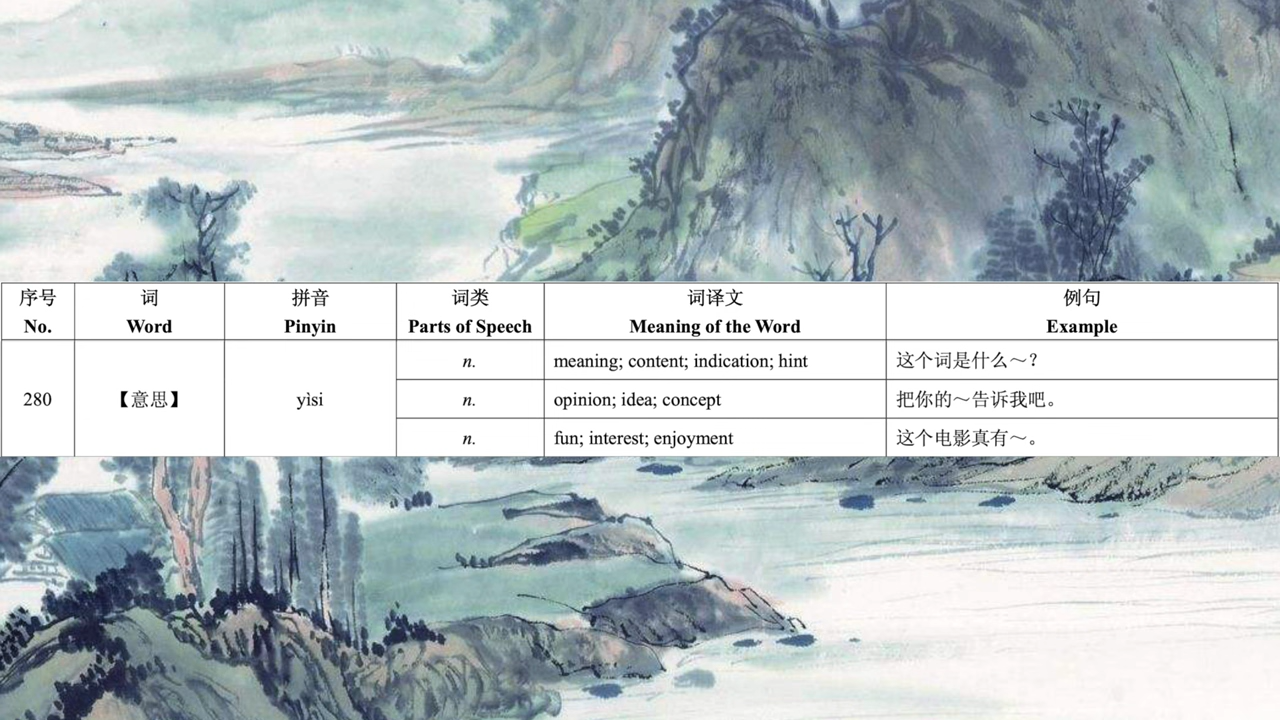 序号 词 拼音 词类 词译文 例句
No. Word Pinyin Parts of Speech Meaning of the Word Example
280 【意思】 yìsi n. meaning; content; indication; hint 这个词是什么～？
n. opinion; idea; concept 把你的～告诉我吧。
n. fun; interest; enjoyment 这个电影真有～。